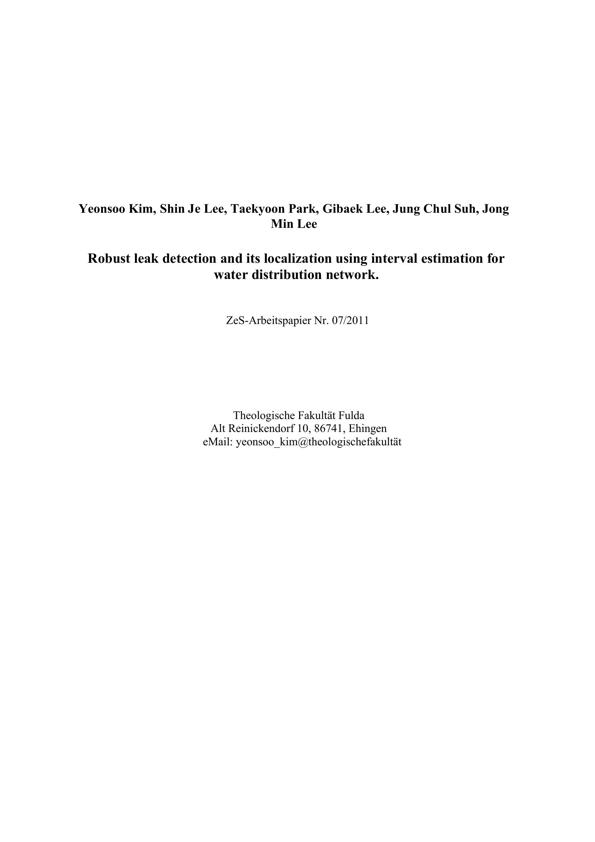 Yeonsoo Kim, Shin Je Lee, Taekyoon Park, Gibaek Lee, Jung Chul Suh, Jong
Min Lee
Robust leak detection and its localization using interval estimation for
water distribution network.
ZeS-Arbeitspapier Nr. 07/2011
Theologische Fakultät Fulda
Alt Reinickendorf 10, 86741, Ehingen
eMail: yeonsoo_kim@theologischefakultät